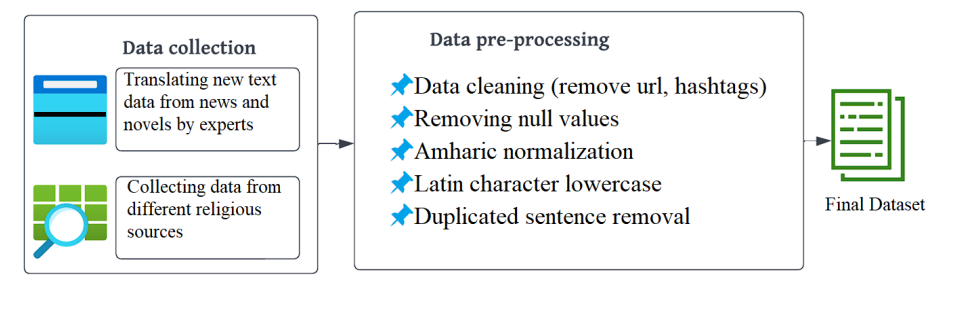 Data collection
Translating new text
data from news and
novels by experts
Collecting data from
different religious
sources
Data pre-processing
Data cleaning (remove url, hashtags)
Removing null values
Amharic normalization
Latin character lowercase
Duplicated sentence removal
Final Dataset